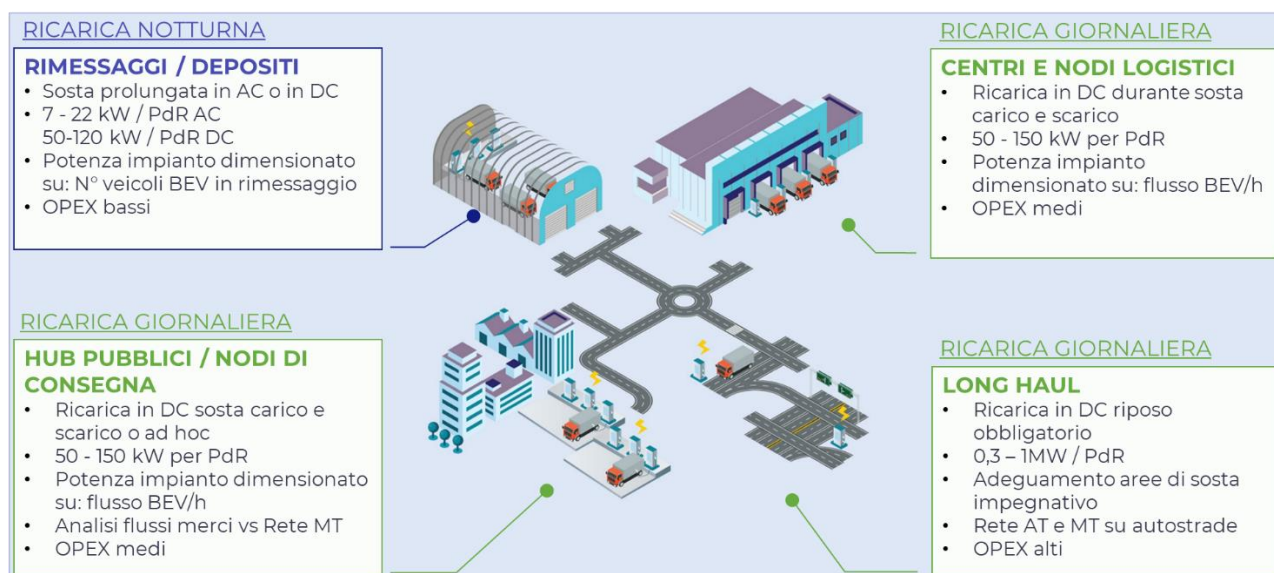 RICARICA NOTTURNA
RIMESSAGGI / DEPOSITI
• Sosta prolungata in AC o in DC
• 7 - 22 kW / PdR AC
50-120 kW / PdR DC
• Potenza impianto dimensionato
su: N° veicoli BEV in rimessaggio
• OPEX bassi
RICARICA GIORNALIERA
CENTRI E NODI LOGISTICI
• Ricarica in DC durante sosta
carico e scarico
• 50 - 150 kW per PdR
• Potenza impianto
dimensionato su: flusso BEV/h
• OPEX medi
RICARICA GIORNALIERA
HUB PUBBLICI / NODI DI
CONSEGNA
• Ricarica in DC sosta carico e
scarico o ad hoc
• 50 - 150 kW per PdR
• Potenza impianto dimensionato
su: flusso BEV/h
• Analisi flussi merci vs Rete MT
• OPEX medi
RICARICA GIORNALIERA
LONG HAUL
• Ricarica in DC riposo
obbligatorio
• 0,3 – 1MW / PdR
• Adeguamento aree di sosta
impegnativo
• Rete AT e MT su autostrade
• OPEX alti